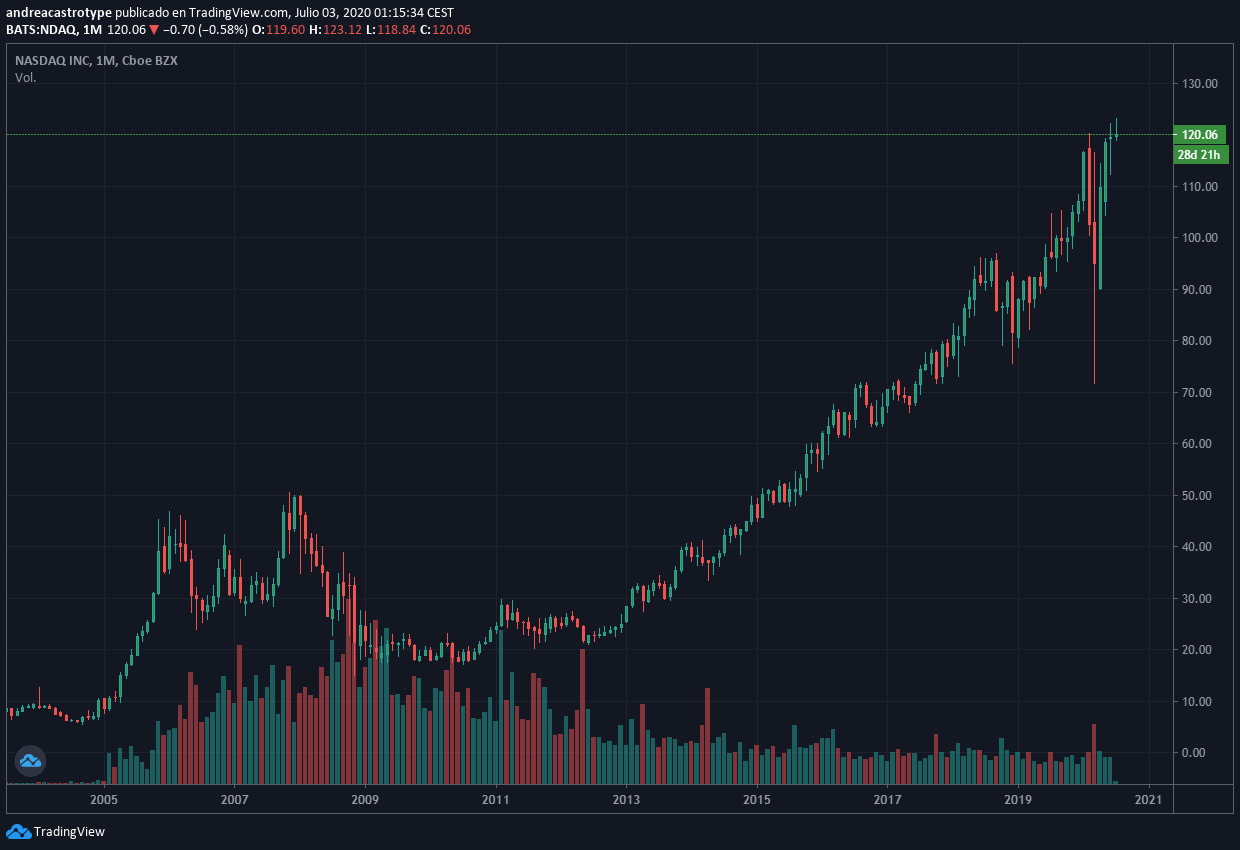 andreacastrotype publicado en TradingView.com, Julio 03, 2020 01:15:34 CEST
BATS:NDAQ, 1M 120.06 ▼ −0.70 (−0.58%) O:119.60 H:123.12 L:118.84 C:120.06
NASDAQ INC, 1M, Cboe BZX
Vol.
130.00
120.06
28d 21h
110.00
100.00
90.00
80.00
70.00
60.00
50.00
40.00
30.00
20.00
10.00
0.00
2005 2007 2009 2011 2013 2015 2017 2019 2021
TradingView